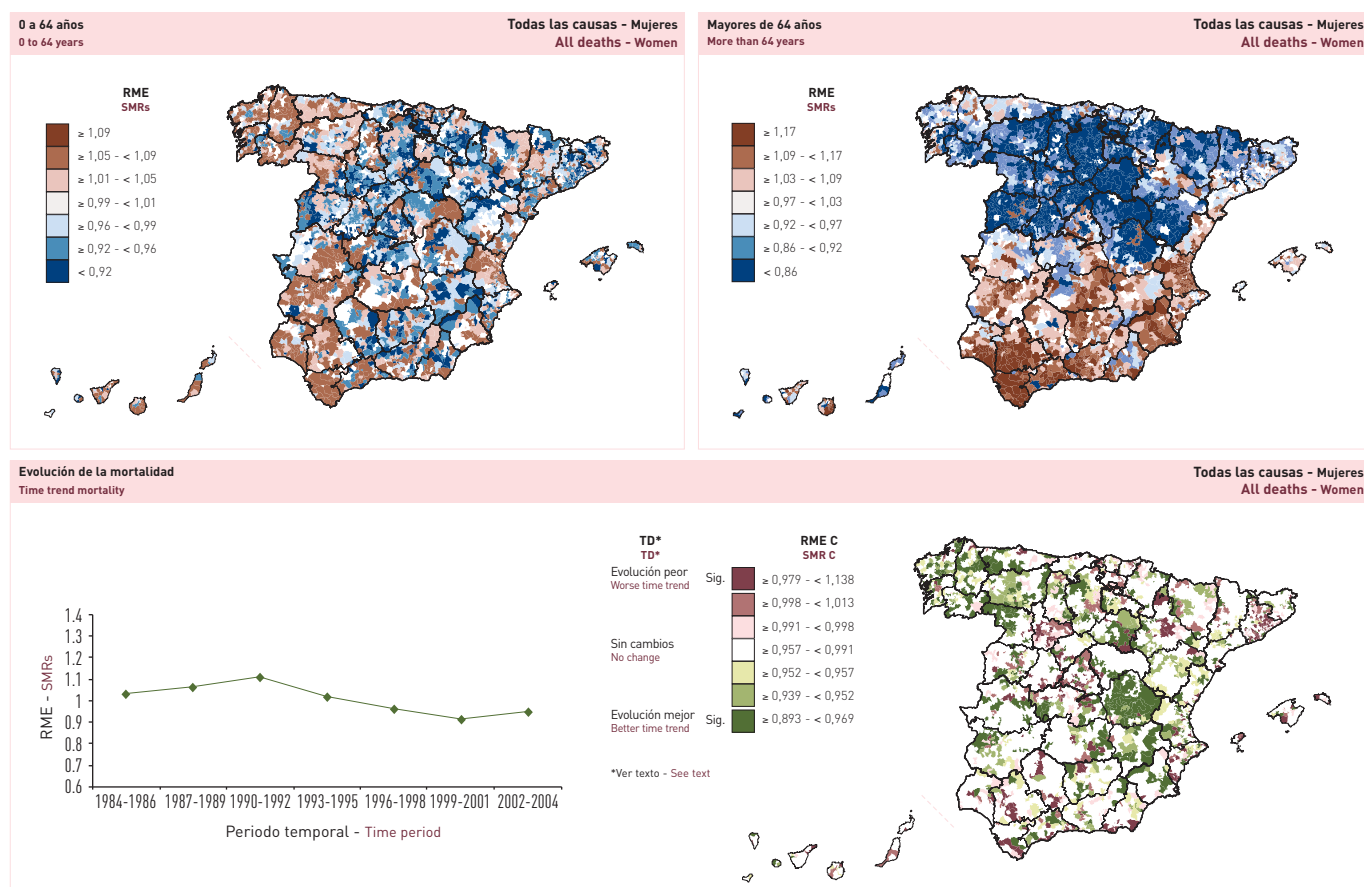 0 a 64 años
0 to 64 years
Todas las causas - Mujeres
All deaths - Women
RME
SMRs
≥ 1,09
≥ 1,05 - < 1,09
≥ 1,01 - < 1,05
≥ 0,99 - < 1,01
≥ 0,96 - < 0,99
≥ 0,92 - < 0,96
< 0,92
Mayores de 64 años
More than 64 years
Todas las causas - Mujeres
All deaths - Women
RME
SMRs
≥ 1,17
≥ 1,09 - < 1,17
≥ 1,03 - < 1,09
≥ 0,97 - < 1,03
≥ 0,92 - < 0,97
≥ 0,86 - < 0,92
< 0,86
Evolución de la mortalidad
Time trend mortality
Todas las causas - Mujeres
All deaths - Women
RME - SMRs
1.4
1.3
1.2
1.1
1
0.9
0.8
0.7
0.6
1984-1986 1987-1989 1990-1992 1993-1995 1996-1998 1999-2001 2002-2004
Periodo temporal - Time period
TD*
TD*
RME C
SMR C
Evolución peor
Worse time trend
Sig.
≥ 0,979 - < 1,138
≥ 0,998 - < 1,013
≥ 0,991 - < 0,998
Sin cambios
No change
≥ 0,957 - < 0,991
≥ 0,952 - < 0,957
≥ 0,939 - < 0,952
Evolución mejor
Better time trend
Sig.
≥ 0,893 - < 0,969
*Ver texto - See text